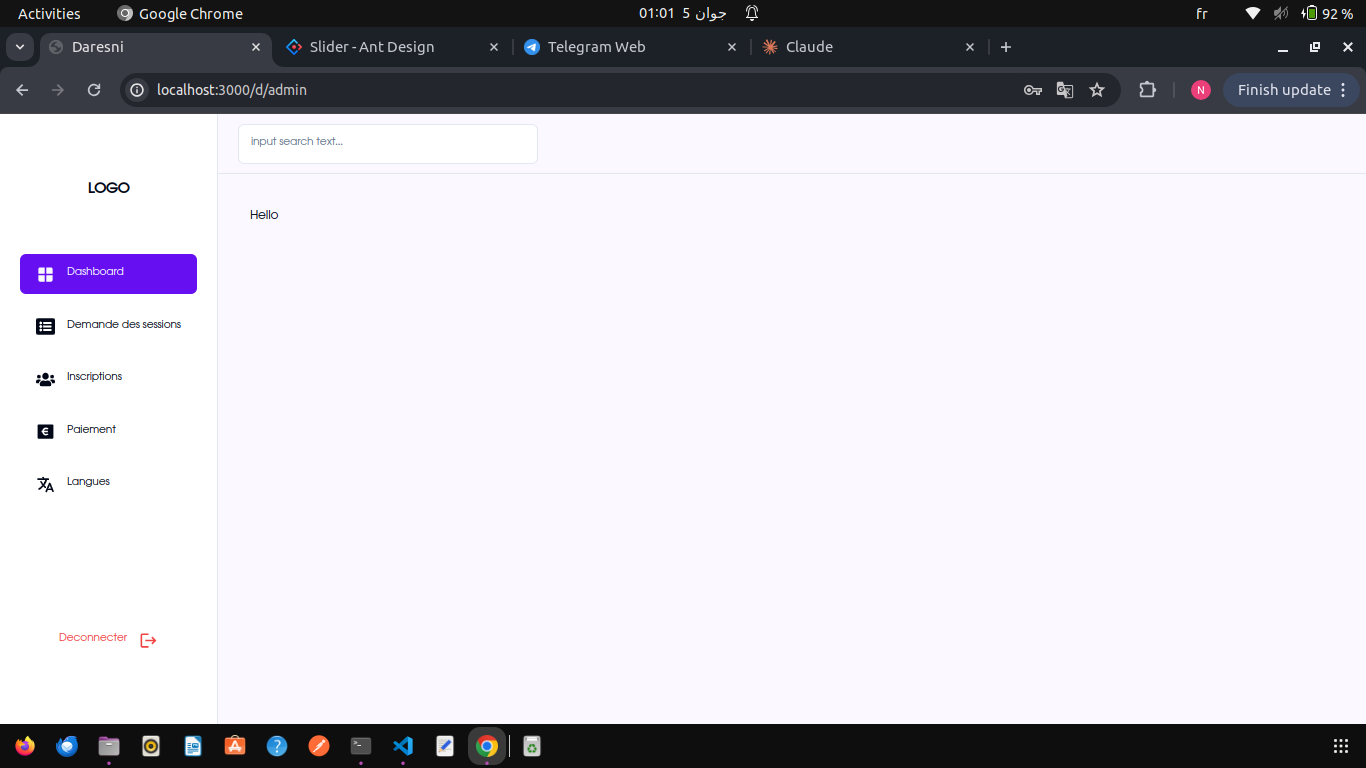 Activities
Google Chrome
01:01 5 جوان
fr
92 %
Daresni
Slider - Ant Design
Telegram Web
Claude
localhost:3000/d/admin
N
Finish update
input search text...
LOGO
Hello
Dashboard
Demande des sessions
Inscriptions
Paiement
Langues
Deconnecter